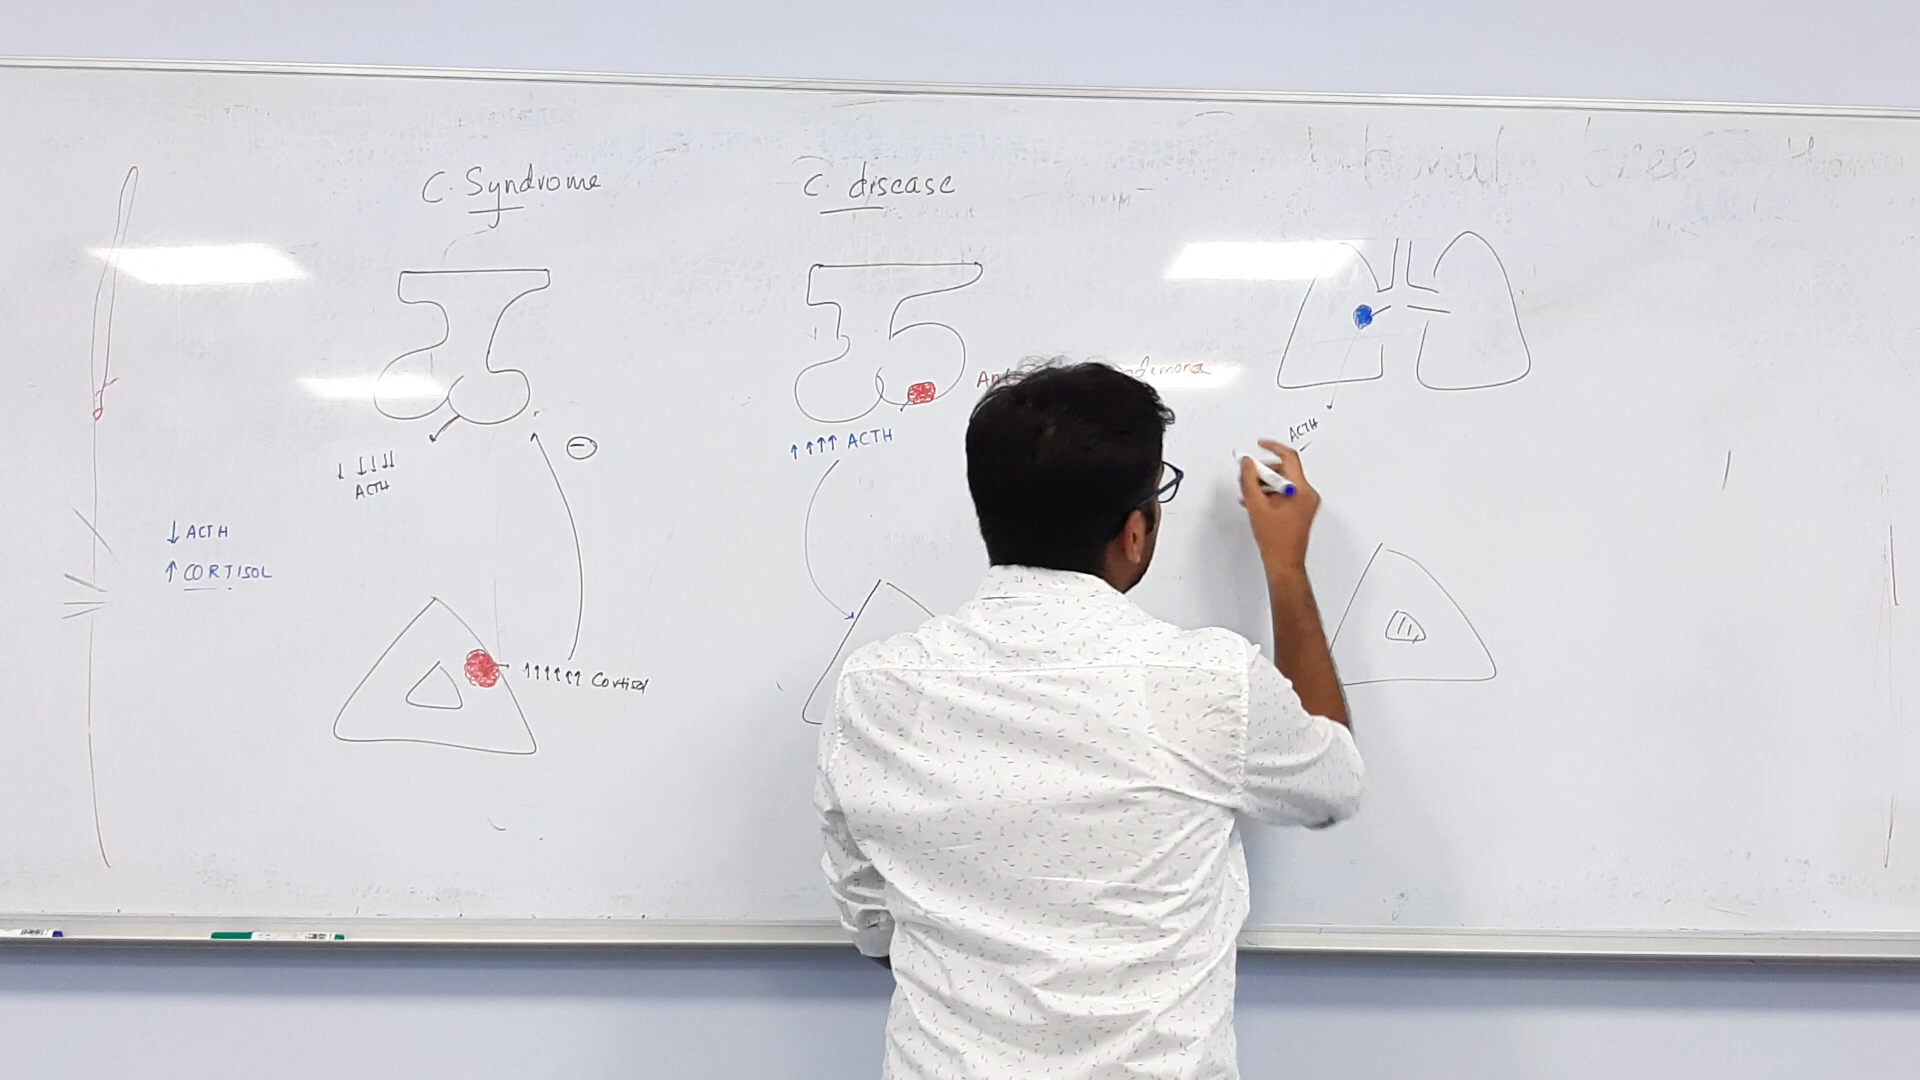 C. Syndrome
C. disease
↓ ↓↓↓↓
ACTH
⊖
↓ ACTH
↑ CORTISOL
↑↑↑↑↑↑ Cortisol
↑↑↑↑ ACTH
ACTH